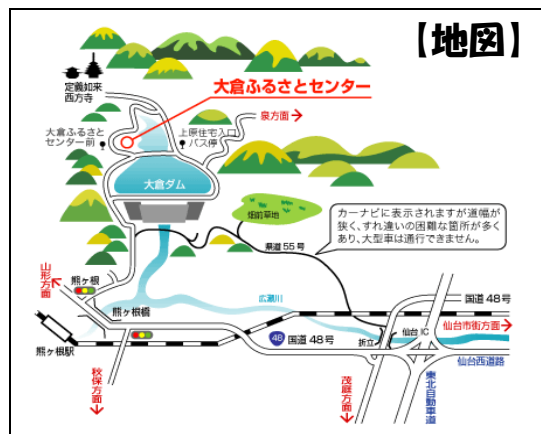 【地図】
定義如来
西方寺
大倉ふるさとセンター
泉方面
大倉ふるさと
センター前
上原住宅入口
バス停
大倉ダム
畑前草地
カーナビに表示されますが道幅が
狭く、すれ違いの困難な箇所が多く
あり、大型車は通行できません。
県道55号
山形方面
熊ヶ根
熊ヶ根橋
広瀬川
国道48号
仙台市街方面
仙台IC
折立
48 国道48号
仙台西道路
熊ヶ根駅
秋保方面
茂庭方面
東北自動車道